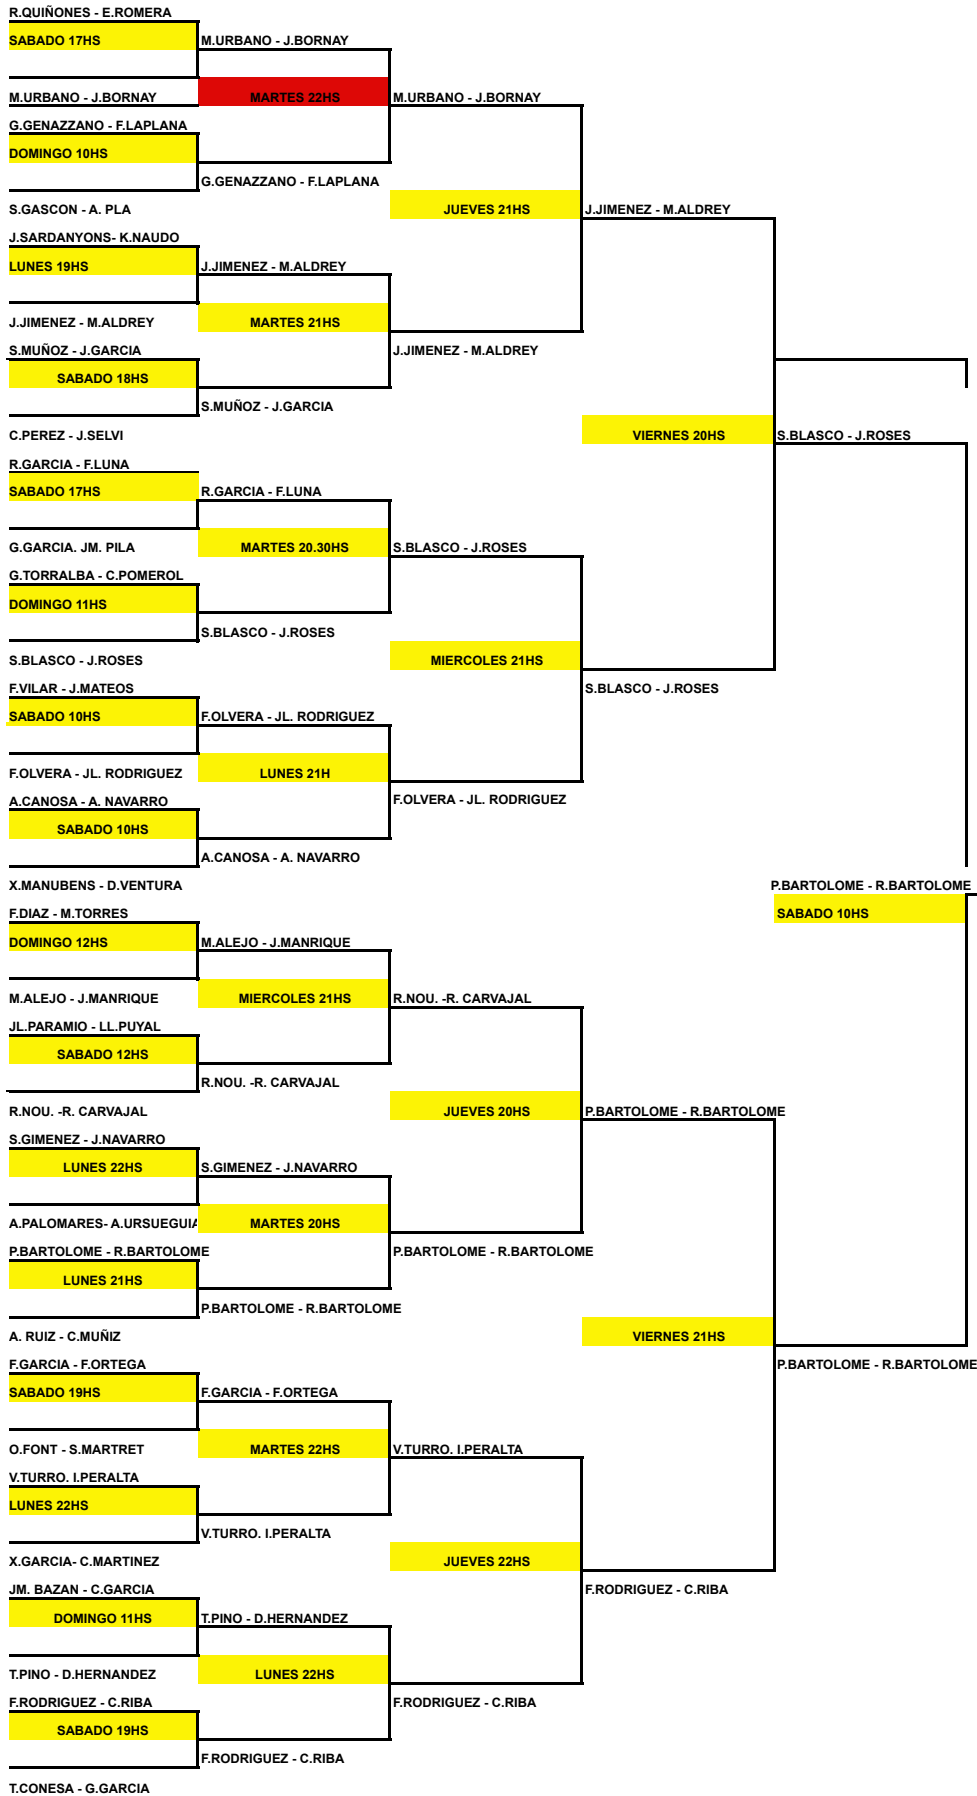 R.QUIÑONES - E.ROMERA
SABADO 17HS
M.URBANO - J.BORNAY
M.URBANO - J.BORNAY
MARTES 22HS
M.URBANO - J.BORNAY
G.GENAZZANO - F.LAPLANA
DOMINGO 10HS
G.GENAZZANO - F.LAPLANA
S.GASCON - A. PLA
JUEVES 21HS
J.JIMENEZ - M.ALDREY
J.SARDANYONS- K.NAUDO
LUNES 19HS
J.JIMENEZ - M.ALDREY
J.JIMENEZ - M.ALDREY
MARTES 21HS
S.MUÑOZ - J.GARCIA
J.JIMENEZ - M.ALDREY
SABADO 18HS
S.MUÑOZ - J.GARCIA
C.PEREZ - J.SELVI
VIERNES 20HS
S.BLASCO - J.ROSES
R.GARCIA - F.LUNA
SABADO 17HS
R.GARCIA - F.LUNA
G.GARCIA. JM. PILA
MARTES 20.30HS
S.BLASCO - J.ROSES
G.TORRALBA - C.POMEROL
DOMINGO 11HS
S.BLASCO - J.ROSES
S.BLASCO - J.ROSES
MIERCOLES 21HS
F.VILAR - J.MATEOS
S.BLASCO - J.ROSES
SABADO 10HS
F.OLVERA - JL. RODRIGUEZ
F.OLVERA - JL. RODRIGUEZ
LUNES 21H
A.CANOSA - A. NAVARRO
F.OLVERA - JL. RODRIGUEZ
SABADO 10HS
A.CANOSA - A. NAVARRO
X.MANUBENS - D.VENTURA
P.BARTOLOME - R.BARTOLOME
F.DIAZ - M.TORRES
SABADO 10HS
DOMINGO 12HS
M.ALEJO - J.MANRIQUE
M.ALEJO - J.MANRIQUE
MIERCOLES 21HS
R.NOU. -R. CARVAJAL
JL.PARAMIO - LL.PUYAL
SABADO 12HS
R.NOU. -R. CARVAJAL
R.NOU. -R. CARVAJAL
JUEVES 20HS
P.BARTOLOME - R.BARTOLOME
S.GIMENEZ - J.NAVARRO
LUNES 22HS
S.GIMENEZ - J.NAVARRO
A.PALOMARES- A.URSUEGUIA
MARTES 20HS
P.BARTOLOME - R.BARTOLOME
P.BARTOLOME - R.BARTOLOME
LUNES 21HS
P.BARTOLOME - R.BARTOLOME
A. RUIZ - C.MUÑIZ
VIERNES 21HS
F.GARCIA - F.ORTEGA
P.BARTOLOME - R.BARTOLOME
SABADO 19HS
F.GARCIA - F.ORTEGA
O.FONT - S.MARTRET
MARTES 22HS
V.TURRO. I.PERALTA
V.TURRO. I.PERALTA
LUNES 22HS
V.TURRO. I.PERALTA
X.GARCIA- C.MARTINEZ
JUEVES 22HS
JM. BAZAN - C.GARCIA
F.RODRIGUEZ - C.RIBA
DOMINGO 11HS
T.PINO - D.HERNANDEZ
T.PINO - D.HERNANDEZ
LUNES 22HS
F.RODRIGUEZ - C.RIBA
F.RODRIGUEZ - C.RIBA
SABADO 19HS
F.RODRIGUEZ - C.RIBA
T.CONESA - G.GARCIA